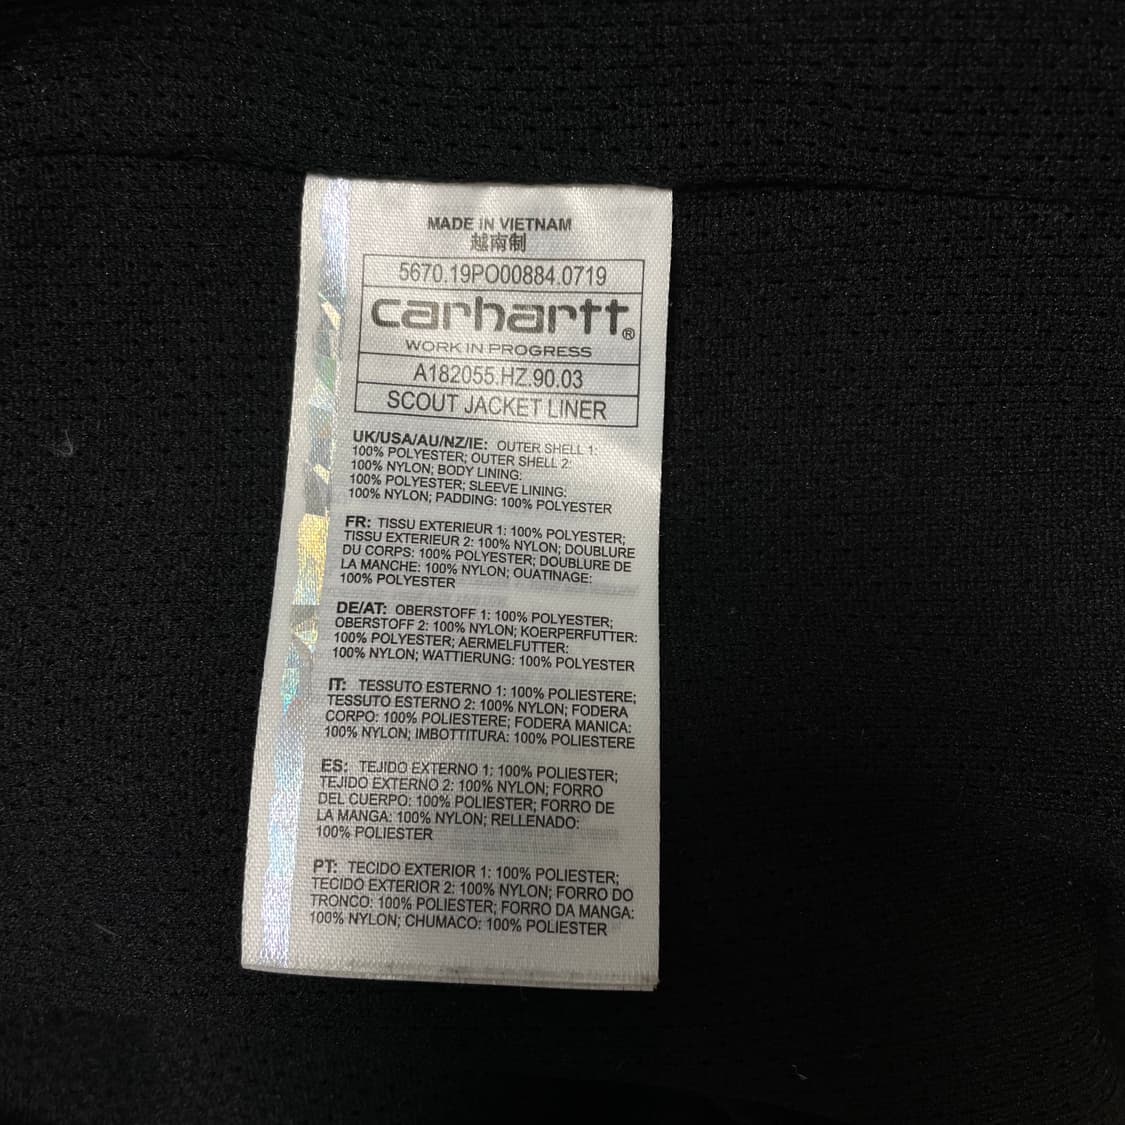 MADE IN VIETNAM
越南制
5670.19PO00884.0719
carhartt®
WORK IN PROGRESS
A182055.HZ.90.03
SCOUT JACKET LINER
UK/USA/AU/NZ/IE: OUTER SHELL 1:
100% POLYESTER; OUTER SHELL 2:
100% NYLON; BODY LINING:
100% POLYESTER; SLEEVE LINING:
100% NYLON; PADDING: 100% POLYESTER
FR: TISSU EXTERIEUR 1: 100% POLYESTER;
TISSU EXTERIEUR 2: 100% NYLON; DOUBLURE
DU CORPS: 100% POLYESTER; DOUBLURE DE
LA MANCHE: 100% NYLON; OUATINAGE:
100% POLYESTER
DE/AT: OBERSTOFF 1: 100% POLYESTER;
OBERSTOFF 2: 100% NYLON; KOERPERFUTTER:
100% POLYESTER; AERMELFUTTER:
100% NYLON; WATTIERUNG: 100% POLYESTER
IT: TESSUTO ESTERNO 1: 100% POLIESTERE;
TESSUTO ESTERNO 2: 100% NYLON; FODERA
CORPO: 100% POLIESTERE; FODERA MANICA:
100% NYLON; IMBOTTITURA: 100% POLIESTERE
ES: TEJIDO EXTERNO 1: 100% POLIESTER;
TEJIDO EXTERNO 2: 100% NYLON; FORRO
DEL CUERPO: 100% POLIESTER; FORRO DE
LA MANGA: 100% NYLON; RELLENADO:
100% POLIESTER
PT: TECIDO EXTERIOR 1: 100% POLIESTER;
TECIDO EXTERIOR 2: 100% NYLON; FORRO DO
TRONCO: 100% POLIESTER; FORRO DA MANGA:
100% NYLON; CHUMACO: 100% POLIESTER